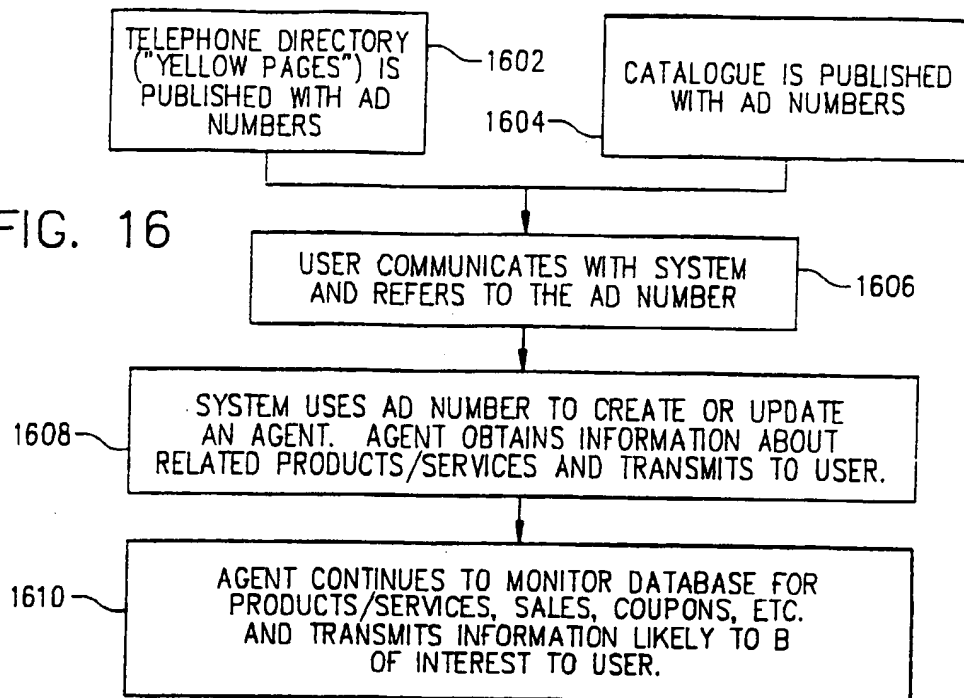 TELEPHONE DIRECTORY
("YELLOW PAGES") IS
PUBLISHED WITH AD
NUMBERS
1602
CATALOGUE IS PUBLISHED
WITH AD NUMBERS
1604
FIG. 16
USER COMMUNICATES WITH SYSTEM
AND REFERS TO THE AD NUMBER
1606
SYSTEM USES AD NUMBER TO CREATE OR UPDATE
AN AGENT. AGENT OBTAINS INFORMATION ABOUT
RELATED PRODUCTS/SERVICES AND TRANSMITS TO USER.
1608
AGENT CONTINUES TO MONITOR DATABASE FOR
PRODUCTS/SERVICES, SALES, COUPONS, ETC.
AND TRANSMITS INFORMATION LIKELY TO B
OF INTEREST TO USER.
1610